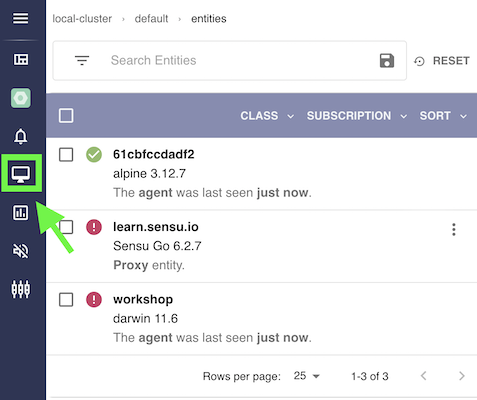 local-cluster › default › entities
Search Entities
RESET
CLASS SUBSCRIPTION SORT
61cbfccdadf2
alpine 3.12.7
The agent was last seen just now.
learn.sensu.io
Sensu Go 6.2.7
Proxy entity.
workshop
darwin 11.6
The agent was last seen just now.
Rows per page: 25 1-3 of 3